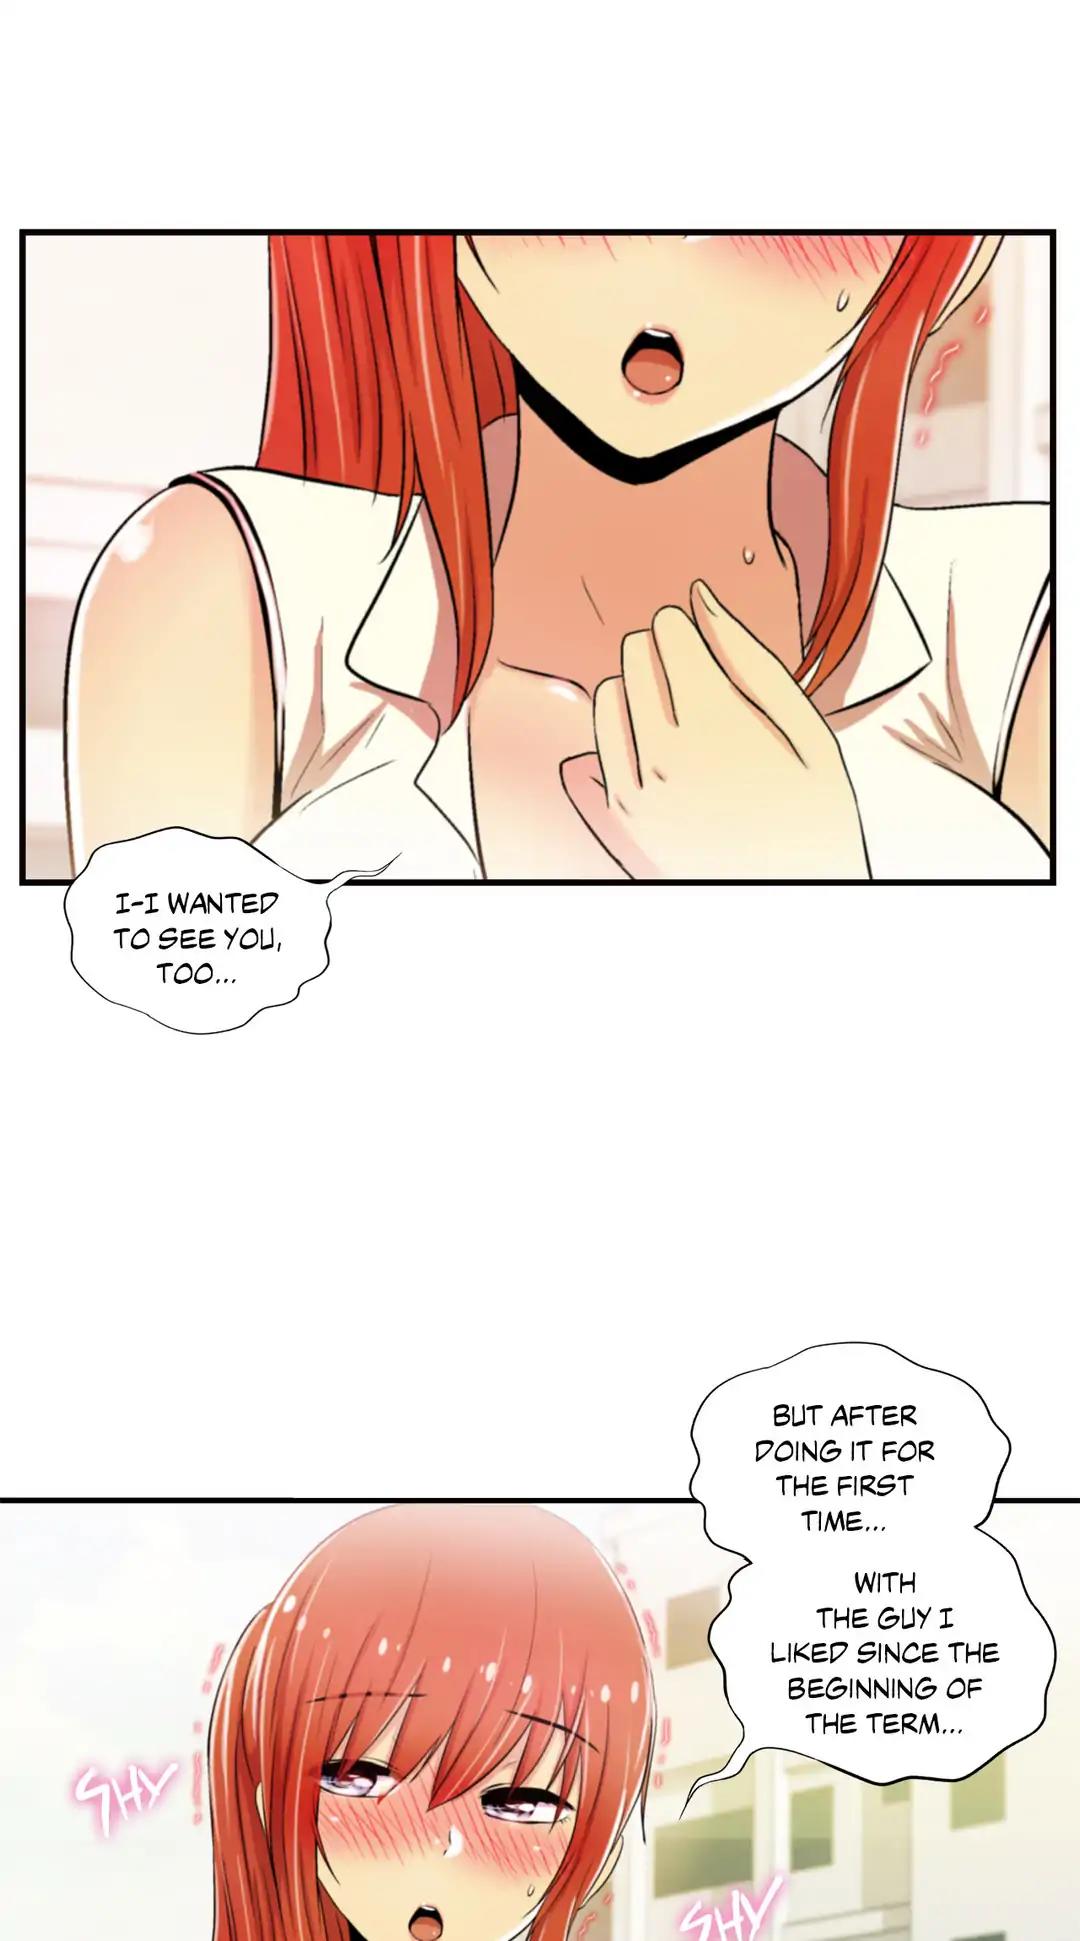 I-I WANTED
TO SEE YOU,
TOO...
BUT AFTER
DOING IT FOR
THE FIRST
TIME...
WITH
THE GUY I
LIKED SINCE THE
BEGINNING OF
THE TERM...
SHY
SHY